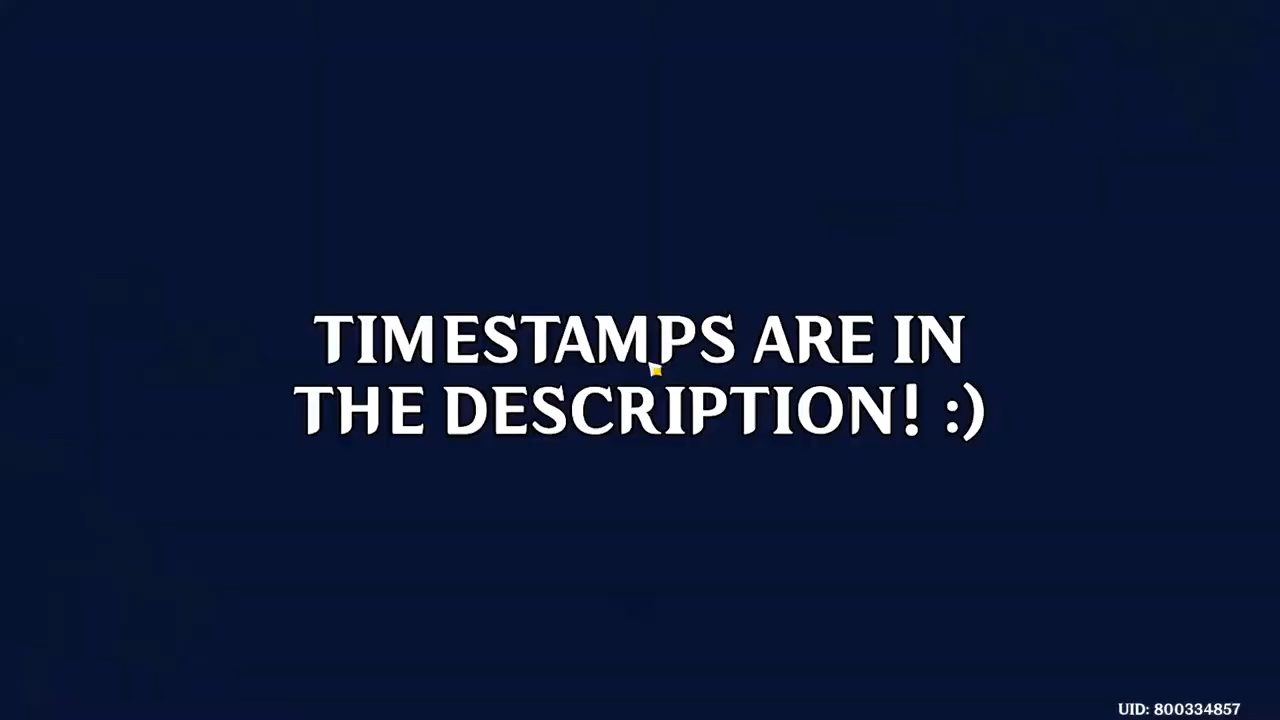 TIMESTAMPS ARE IN
THE DESCRIPTION! :)
UID: 800334857